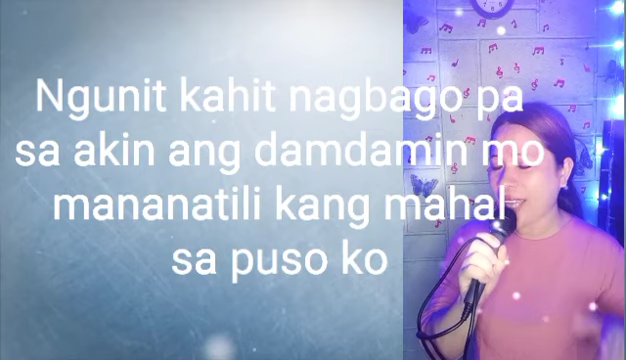 Ngunit kahit nagbago pa
sa akin ang damdamin mo
mananatili kang mahal
sa puso ko